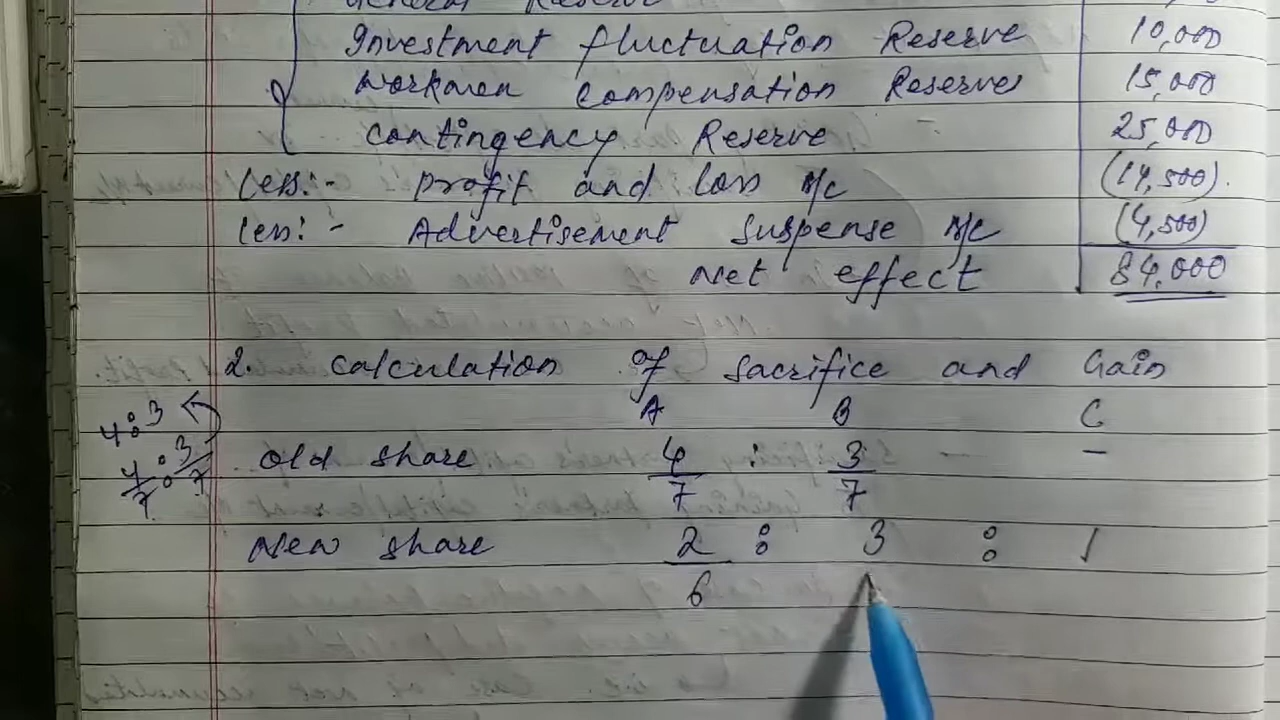 General Reserve
Investment fluctuation Reserve 10,000
Workmen compensation Reserve 15,000
contingency Reserve 25,000
Less:- profit and loss A/c (14,500)
Less:- Advertisement Suspense A/c (4,500)
Net effect 84,000
2. calculation of sacrifice and Gain
A B C
4:3
4/7 : 3/7
old share 4/7 : 3/7 -
New share 2/6 : 3 : 1